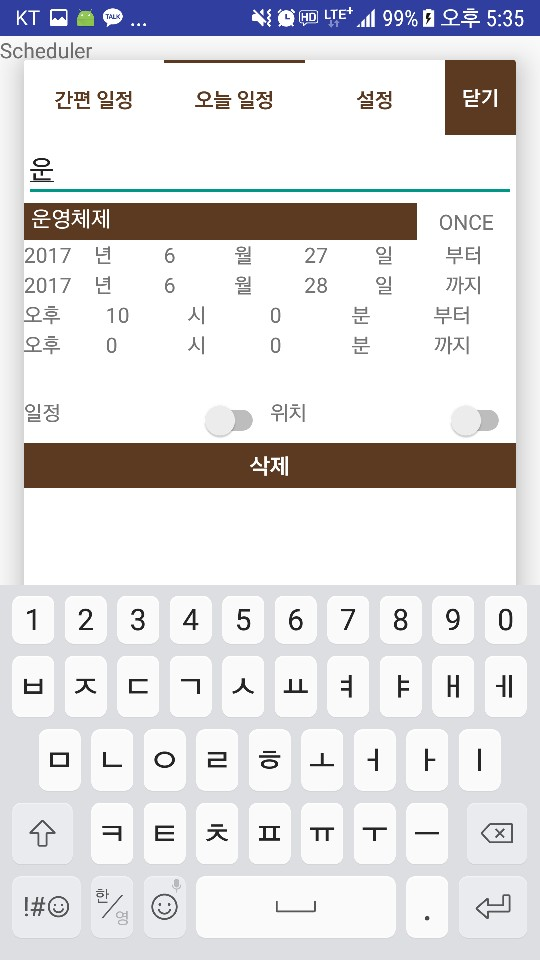 KT TALK ... HD LTE+ 99% 오후 5:35
Scheduler
간편 일정 오늘 일정 설정 닫기
운
운영체제 ONCE
2017 년 6 월 27 일 부터
2017 년 6 월 28 일 까지
오후 10 시 0 분 부터
오후 0 시 0 분 까지
일정 위치
삭제
1 2 3 4 5 6 7 8 9 0
ㅂ ㅈ ㄷ ㄱ ㅅ ㅛ ㅕ ㅑ ㅐ ㅔ
ㅁ ㄴ ㅇ ㄹ ㅎ ㅗ ㅓ ㅏ ㅣ
ㅋ ㅌ ㅊ ㅍ ㅠ ㅜ ㅡ
!#☺ 한/영 .